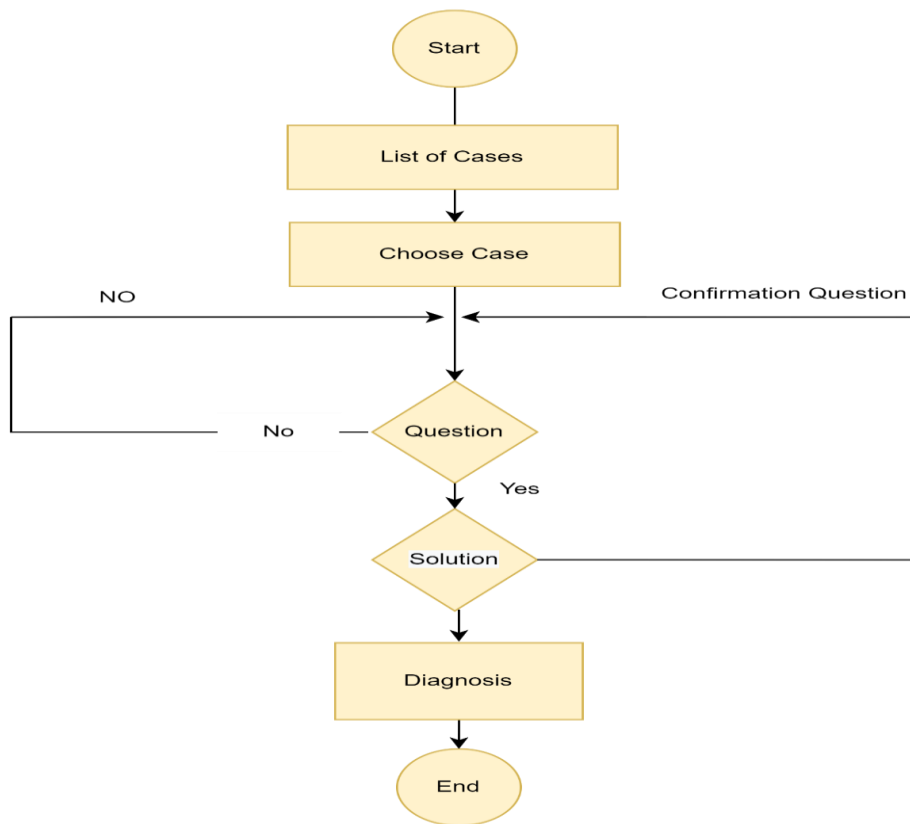 Start
List of Cases
Choose Case
NO
Confirmation Question
Question
No
Yes
Solution
Diagnosis
End